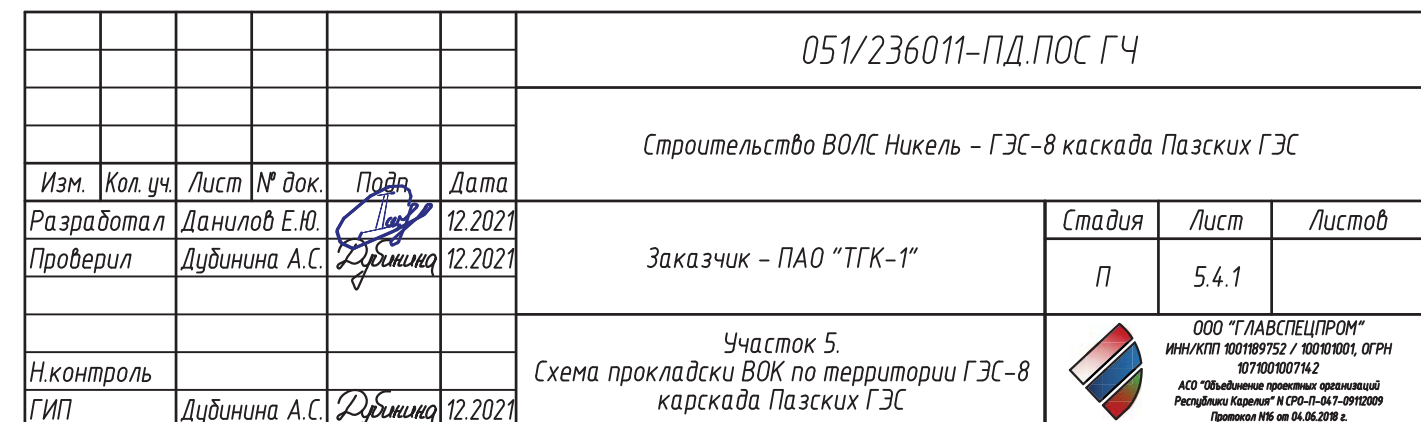 051/236011-ПД.ПОС ГЧ
Строительство ВОЛС Никель - ГЭС-8 каскада Пазских ГЭС
Изм. Кол. уч. Лист № док. Подп. Дата
Разработал Данилов Е.Ю. 12.2021
Проверил Дубинина А.С. Дубинина 12.2021
Заказчик - ПАО "ТГК-1"
Стадия Лист Листов
П 5.4.1
Н.контроль
ГИП Дубинина А.С. Дубинина 12.2021
Участок 5.
Схема прокладски ВОК по территории ГЭС-8
карскада Пазских ГЭС
ООО "ГЛАВСПЕЦПРОМ"
ИНН/КПП 1001189752 / 100101001, ОГРН
1071001007142
АСО "Объединение проектных организаций
Республики Карелия" N СРО-П-047-09112009
Протокол N16 от 04.06.2018 г.